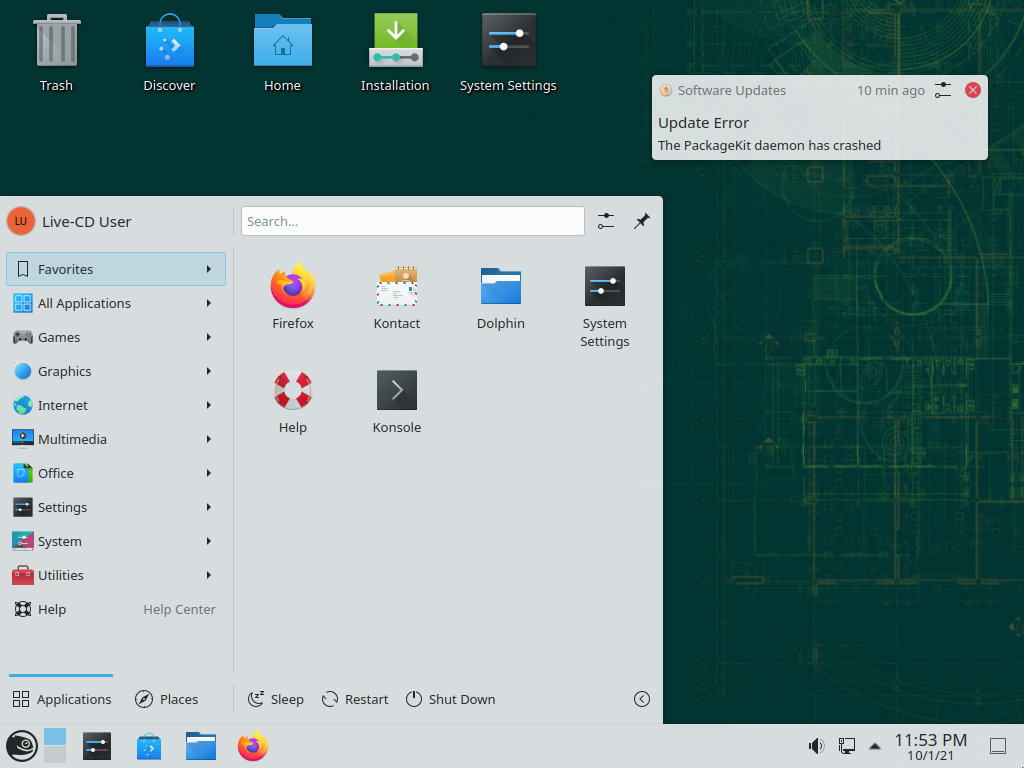 Trash
Discover
Home
Installation
System Settings
Software Updates
10 min ago
Update Error
The PackageKit daemon has crashed
LU
Live-CD User
Search...
Favorites
All Applications
Games
Graphics
Internet
Multimedia
Office
Settings
System
Utilities
Help
Help Center
Firefox
Kontact
Dolphin
System
Settings
Help
Konsole
Applications
Places
Sleep
Restart
Shut Down
11:53 PM
10/1/21